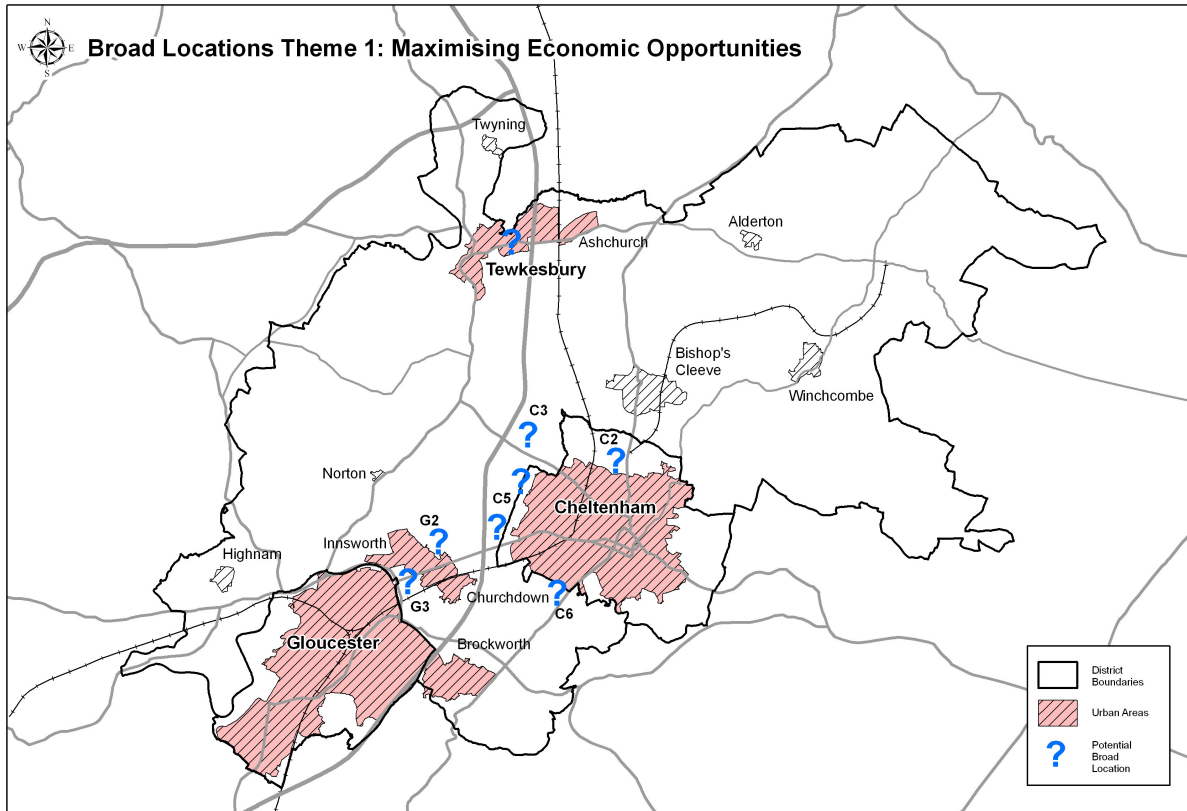 N
W E
S
Broad Locations Theme 1: Maximising Economic Opportunities
Twyning
Alderton
Ashchurch
?
Tewkesbury
Bishop's
Cleeve
Winchcombe
C3
?
C2
?
Norton
?
C5
?
Cheltenham
G2
?
Innsworth
Highnam
?
G3
Churchdown
?
C6
Gloucester
Brockworth
District
Boundaries
Urban Areas
?
Potential
Broad
Location